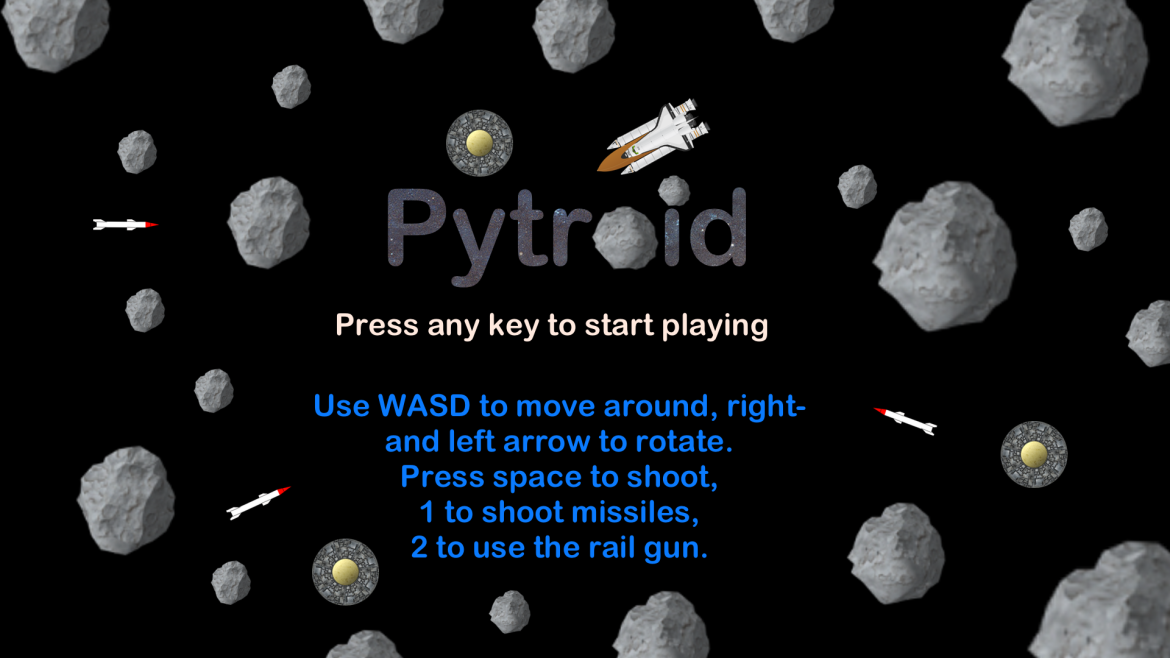 Pytroid
Press any key to start playing
Use WASD to move around, right-
and left arrow to rotate.
Press space to shoot,
1 to shoot missiles,
2 to use the rail gun.